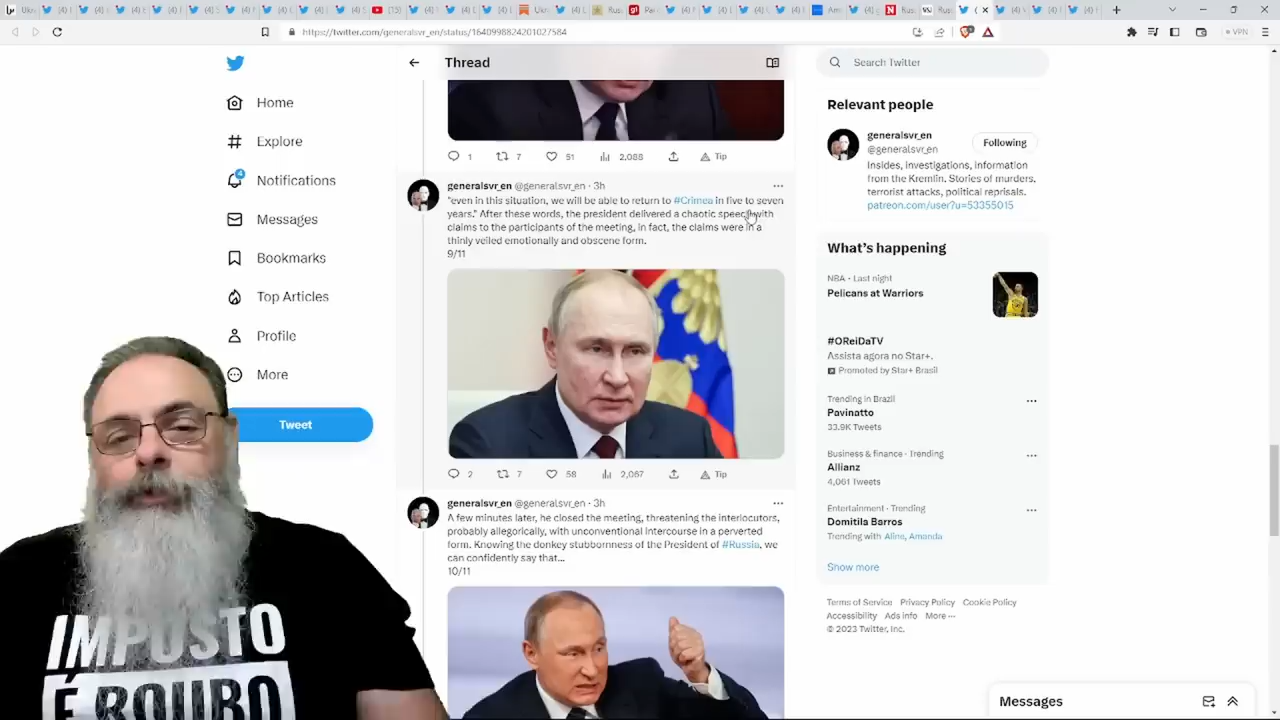 https://twitter.com/generalsvr_en/status/1640998824201027584
VPN
Thread
Search Twitter
Home
Explore
4
Notifications
Messages
Bookmarks
Top Articles
Profile
More
Tweet
1 7 51 2,088 Tip
generalsvr_en @generalsvr_en · 3h
"even in this situation, we will be able to return to #Crimea in five to seven
years." After these words, the president delivered a chaotic speech with
claims to the participants of the meeting, in fact, the claims were in a
thinly veiled emotionally and obscene form.
9/11
2 7 58 2,067 Tip
generalsvr_en @generalsvr_en · 3h
A few minutes later, he closed the meeting, threatening the interlocutors,
probably allegorically, with unconventional intercourse in a perverted
form. Knowing the donkey stubbornness of the President of #Russia, we
can confidently say that...
10/11
Relevant people
generalsvr_en
@generalsvr_en
Following
Insides, investigations, information
from the Kremlin. Stories of murders,
terrorist attacks, political reprisals.
patreon.com/user?u=53355015
What's happening
NBA · Last night
Pelicans at Warriors
#OReiDaTV
Assista agora no Star+.
Promoted by Star+ Brasil
Trending in Brazil
Pavinatto
33.9K Tweets
Business & finance · Trending
Allianz
4,061 Tweets
Entertainment · Trending
Domitila Barros
Trending with Aline, Amanda
Show more
Terms of Service Privacy Policy Cookie Policy
Accessibility Ads info More ···
© 2023 Twitter, Inc.
Messages
IMPOSTO
É ROUBO